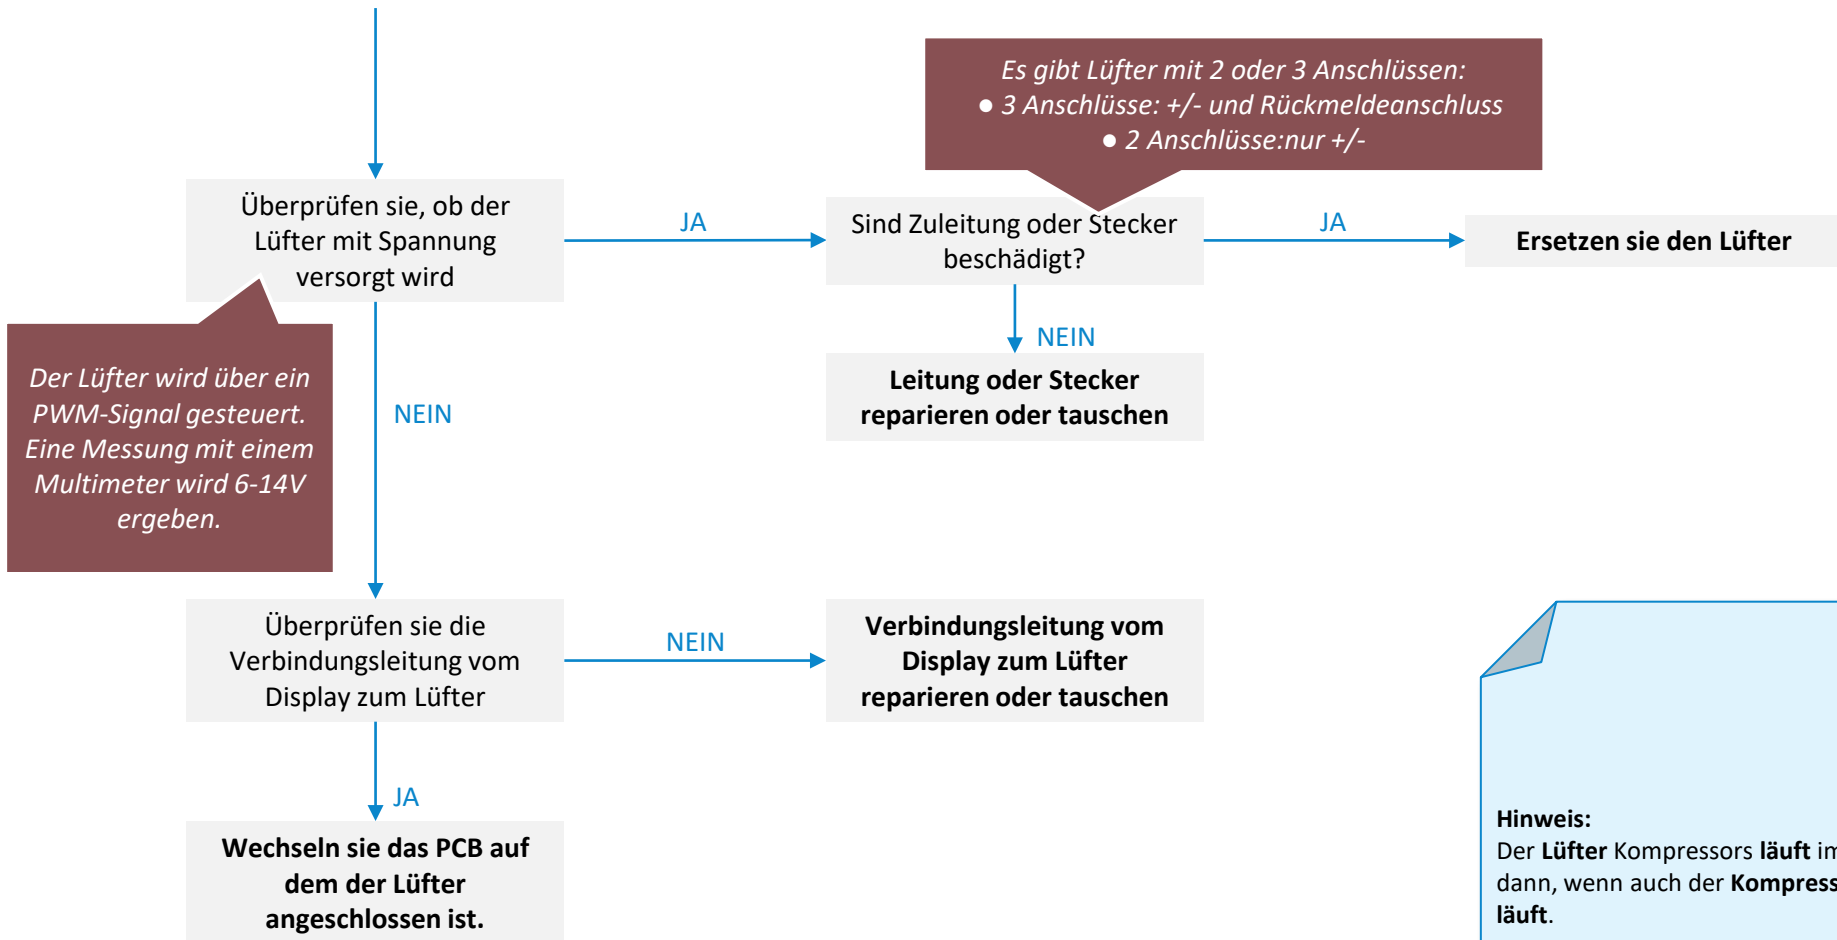 Es gibt Lüfter mit 2 oder 3 Anschlüssen:
● 3 Anschlüsse: +/- und Rückmeldeanschluss
● 2 Anschlüsse:nur +/-
Überprüfen sie, ob der
Lüfter mit Spannung
versorgt wird
JA
Sind Zuleitung oder Stecker
beschädigt?
JA
Ersetzen sie den Lüfter
NEIN
Leitung oder Stecker
reparieren oder tauschen
Der Lüfter wird über ein
PWM-Signal gesteuert.
Eine Messung mit einem
Multimeter wird 6-14V
ergeben.
NEIN
Überprüfen sie die
Verbindungsleitung vom
Display zum Lüfter
NEIN
Verbindungsleitung vom
Display zum Lüfter
reparieren oder tauschen
JA
Wechseln sie das PCB auf
dem der Lüfter
angeschlossen ist.
Hinweis:
Der Lüfter Kompressors läuft
dann, wenn auch der
läuft.